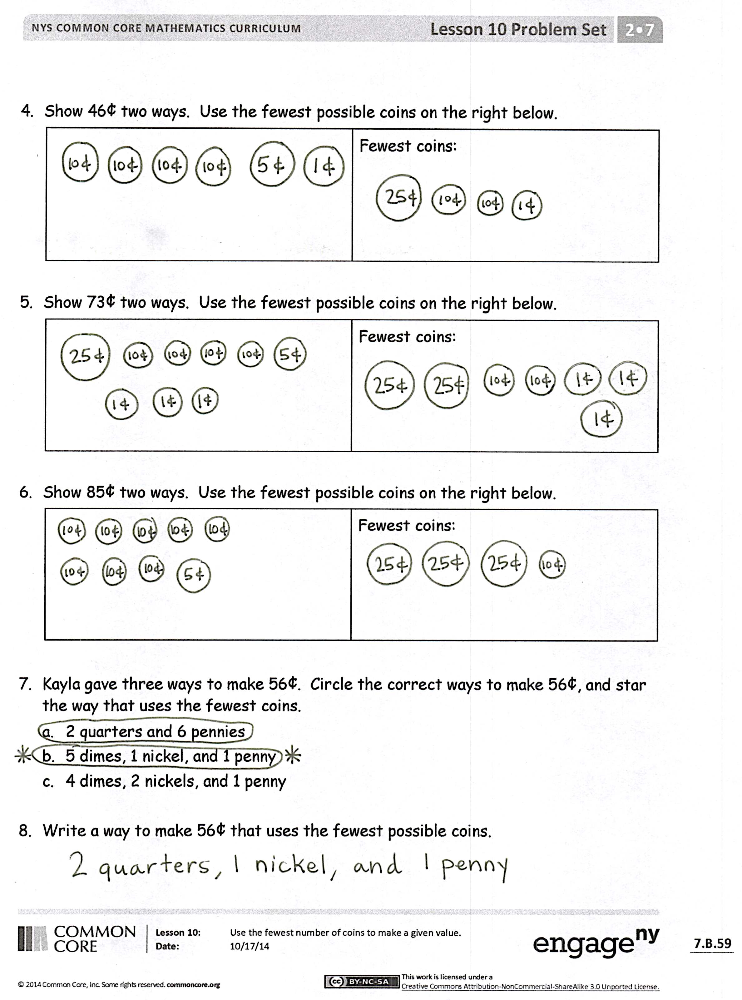 NYS COMMON CORE MATHEMATICS CURRICULUM Lesson 10 Problem Set 2•7
4. Show 46¢ two ways. Use the fewest possible coins on the right below.
10¢ 10¢ 10¢ 10¢ 5¢ 1¢
Fewest coins:
25¢ 10¢ 10¢ 1¢
5. Show 73¢ two ways. Use the fewest possible coins on the right below.
25¢ 10¢ 10¢ 10¢ 10¢ 5¢
1¢ 1¢ 1¢
Fewest coins:
25¢ 25¢ 10¢ 10¢ 1¢ 1¢
1¢
6. Show 85¢ two ways. Use the fewest possible coins on the right below.
10¢ 10¢ 10¢ 10¢ 10¢
10¢ 10¢ 10¢ 5¢
Fewest coins:
25¢ 25¢ 25¢ 10¢
7. Kayla gave three ways to make 56¢. Circle the correct ways to make 56¢, and star
the way that uses the fewest coins.
a. 2 quarters and 6 pennies
b. 5 dimes, 1 nickel, and 1 penny
c. 4 dimes, 2 nickels, and 1 penny
8. Write a way to make 56¢ that uses the fewest possible coins.
2 quarters, 1 nickel, and 1 penny
COMMON
CORE
Lesson 10: Use the fewest number of coins to make a given value.
Date: 10/17/14
engage ny
7.B.59
© 2014 Common Core, Inc. Some rights reserved. commoncore.org
cc BY-NC-SA
This work is licensed under a
Creative Commons Attribution-NonCommercial-ShareAlike 3.0 Unported License.